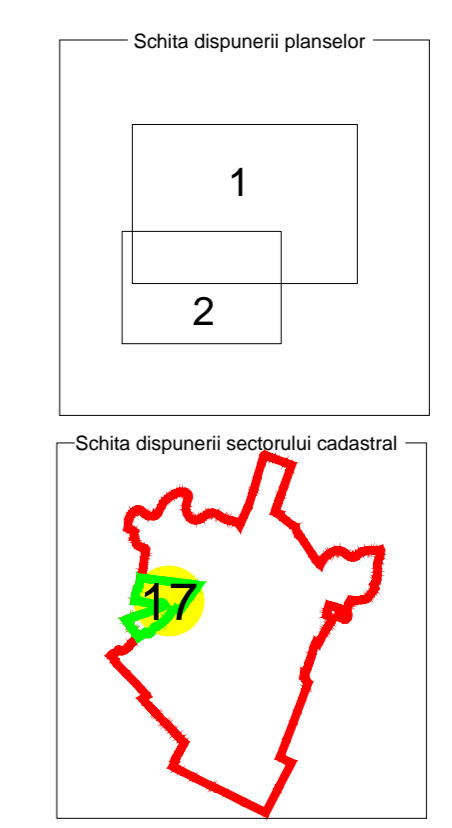 Schita dispunerii planselor
1
2
Schita dispunerii sectorului cadastral
17